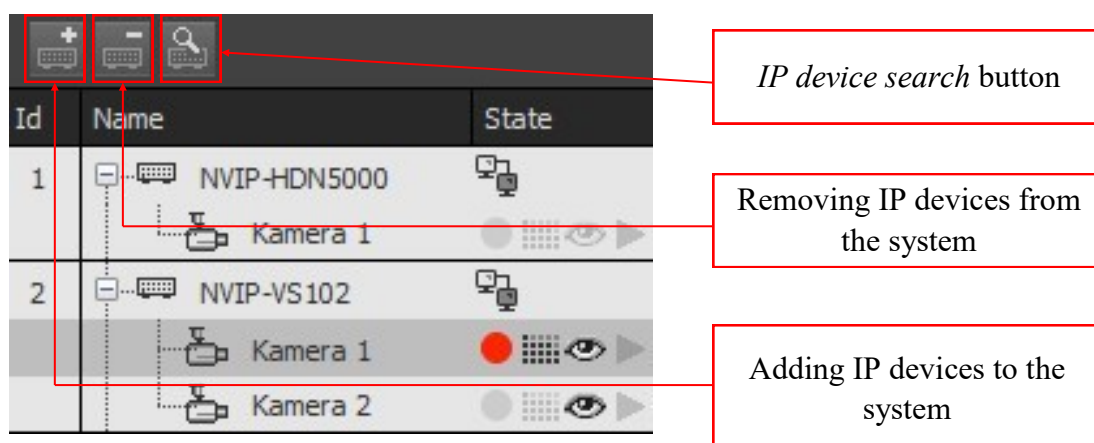 IP device search button
Id Name State
1 NVIP-HDN5000
Kamera 1
Removing IP devices from
the system
2 NVIP-VS102
Kamera 1
Kamera 2
Adding IP devices to the
system